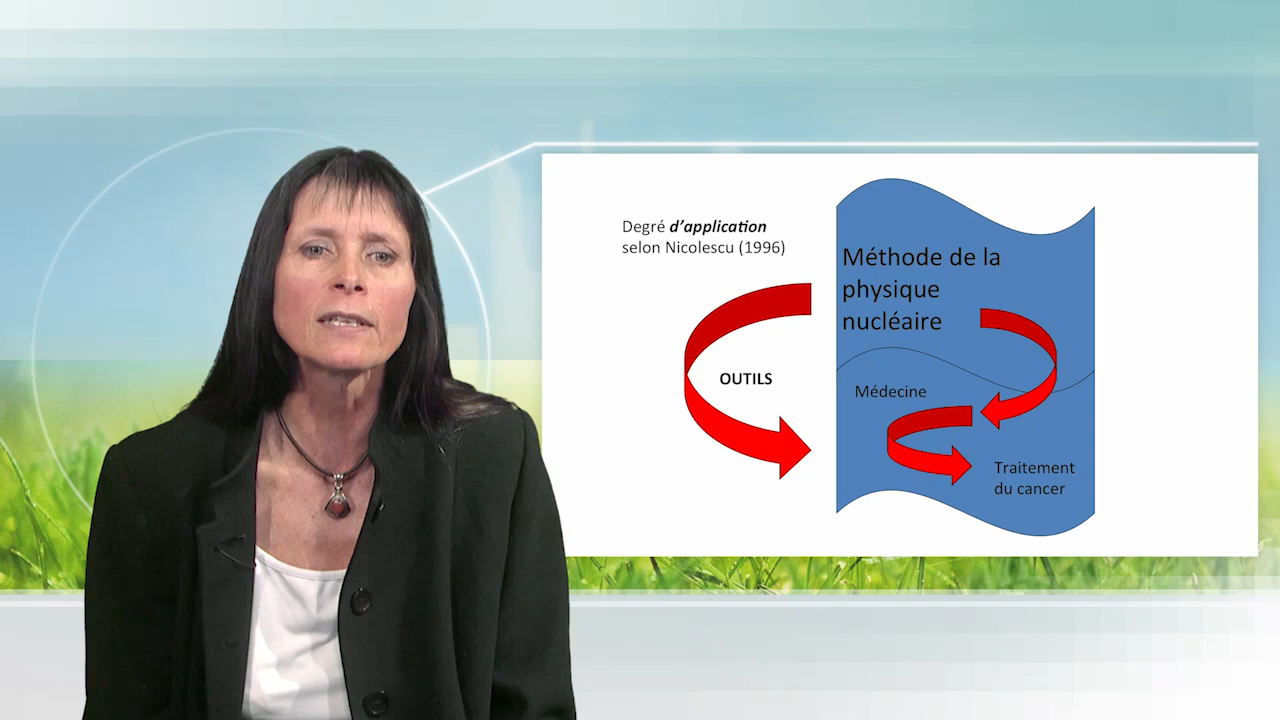 Degré d’application
selon Nicolescu (1996)
Méthode de la
physique
nucléaire
OUTILS
Médecine
Traitement
du cancer